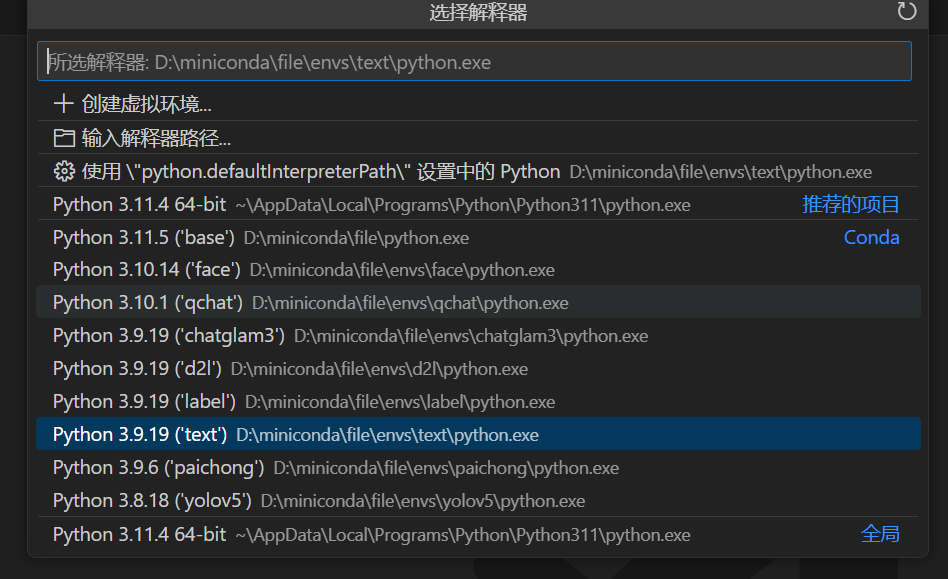 选择解释器
所选解释器: D:\miniconda\file\envs\text\python.exe
创建虚拟环境...
输入解释器路径...
使用 \"python.defaultInterpreterPath\" 设置中的 Python D:\miniconda\file\envs\text\python.exe
Python 3.11.4 64-bit ~\AppData\Local\Programs\Python\Python311\python.exe 推荐的项目
Python 3.11.5 ('base') D:\miniconda\file\python.exe Conda
Python 3.10.14 ('face') D:\miniconda\file\envs\face\python.exe
Python 3.10.1 ('qchat') D:\miniconda\file\envs\qchat\python.exe
Python 3.9.19 ('chatglam3') D:\miniconda\file\envs\chatglam3\python.exe
Python 3.9.19 ('d2l') D:\miniconda\file\envs\d2l\python.exe
Python 3.9.19 ('label') D:\miniconda\file\envs\label\python.exe
Python 3.9.19 ('text') D:\miniconda\file\envs\text\python.exe
Python 3.9.6 ('paichong') D:\miniconda\file\envs\paichong\python.exe
Python 3.8.18 ('yolov5') D:\miniconda\file\envs\yolov5\python.exe
Python 3.11.4 64-bit ~\AppData\Local\Programs\Python\Python311\python.exe 全局